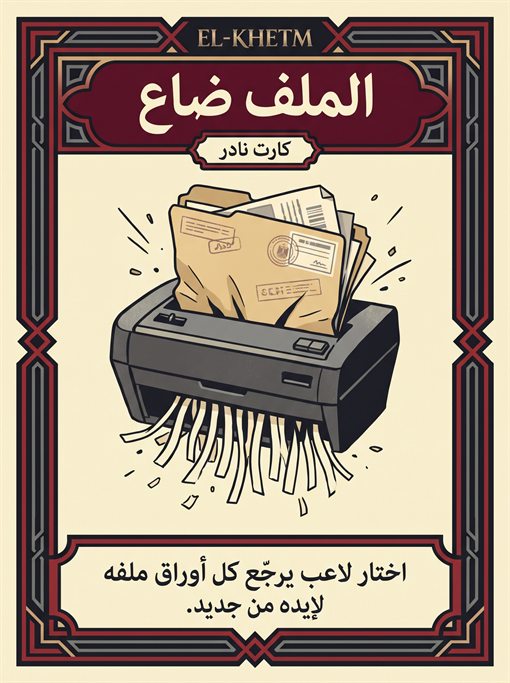 EL-KHETM
الملف ضاع
كارت نادر
اختار لاعب يرجّع كل أوراق ملفه
لإيده من جديد.